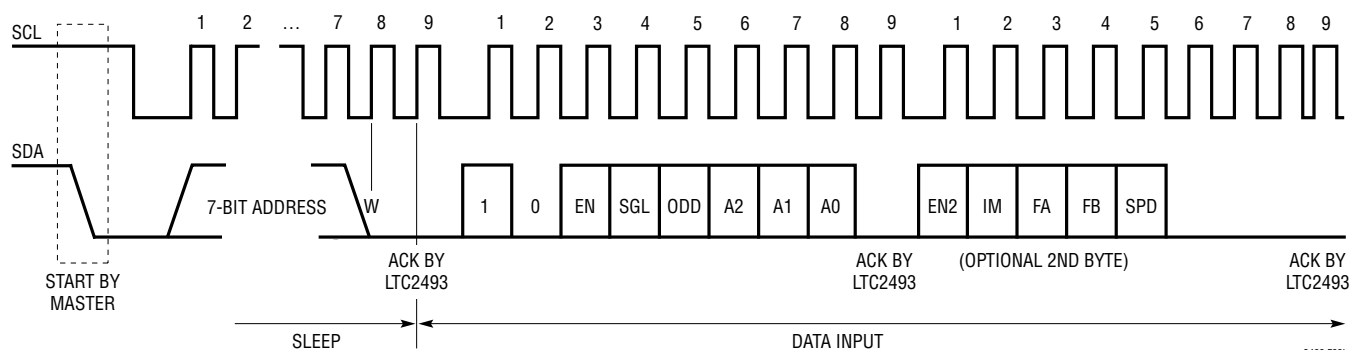 SCL
1 2 … 7 8 9 1 2 3 4 5 6 7 8 9 1 2 3 4 5 6 7 8 9
SDA
7-BIT ADDRESS W 1 0 EN SGL ODD A2 A1 A0 EN2 IM FA FB SPD
START BY
MASTER
ACK BY
LTC2493
ACK BY
LTC2493
(OPTIONAL 2ND BYTE)
ACK BY
LTC2493
SLEEP DATA INPUT